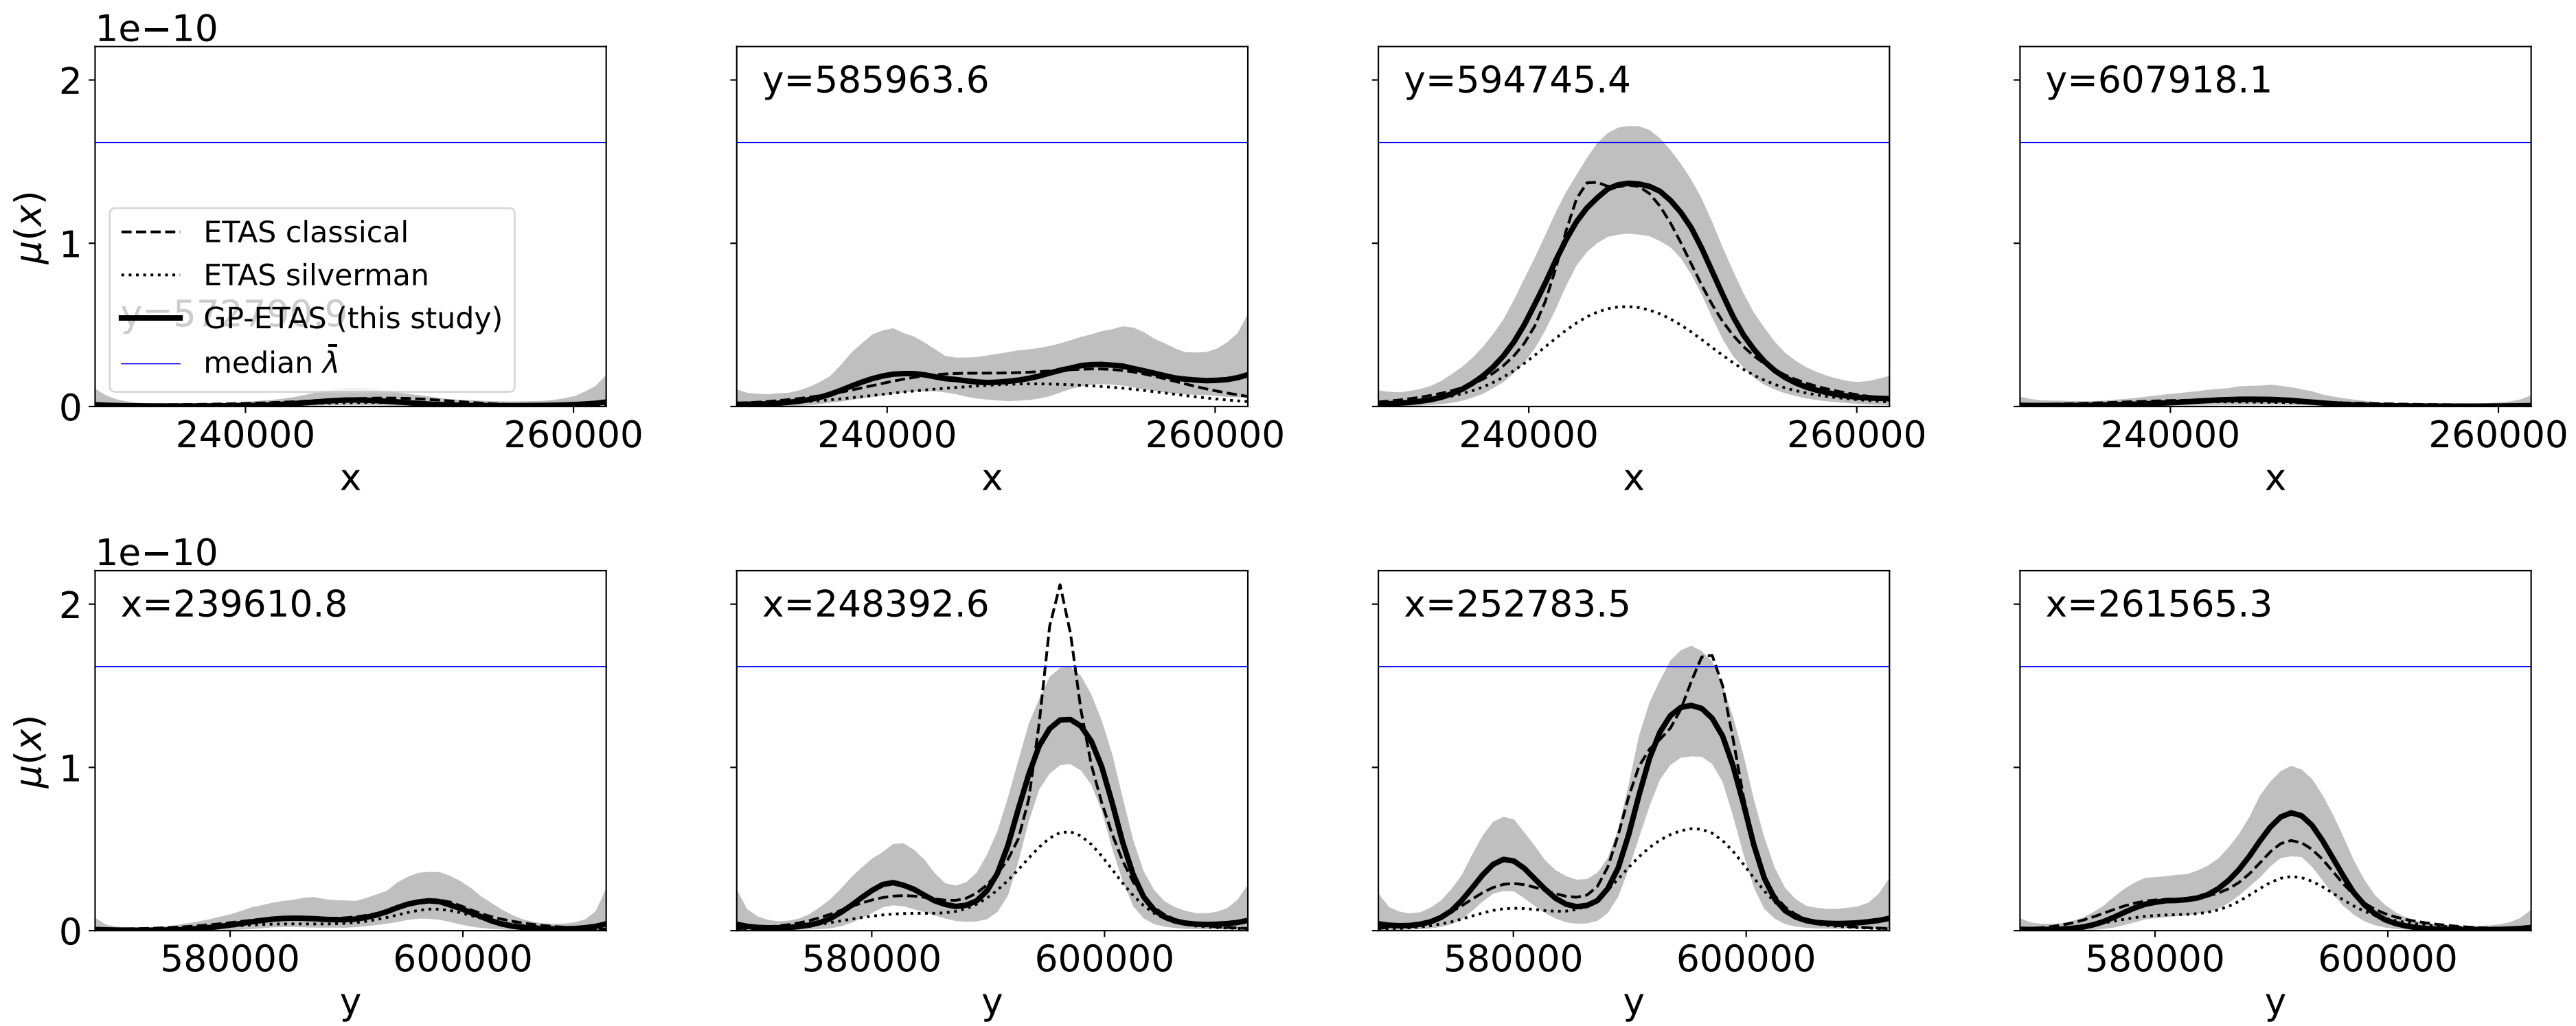 1e−10
2
1
0
μ(x)
ETAS classical
ETAS silverman
GP-ETAS (this study)
median λ̄
y=572790.9
240000 260000
x
y=585963.6
240000 260000
x
y=594745.4
240000 260000
x
y=607918.1
240000 260000
x
1e−10
2
1
0
μ(x)
x=239610.8
580000 600000
y
x=248392.6
580000 600000
y
x=252783.5
580000 600000
y
x=261565.3
580000 600000
y